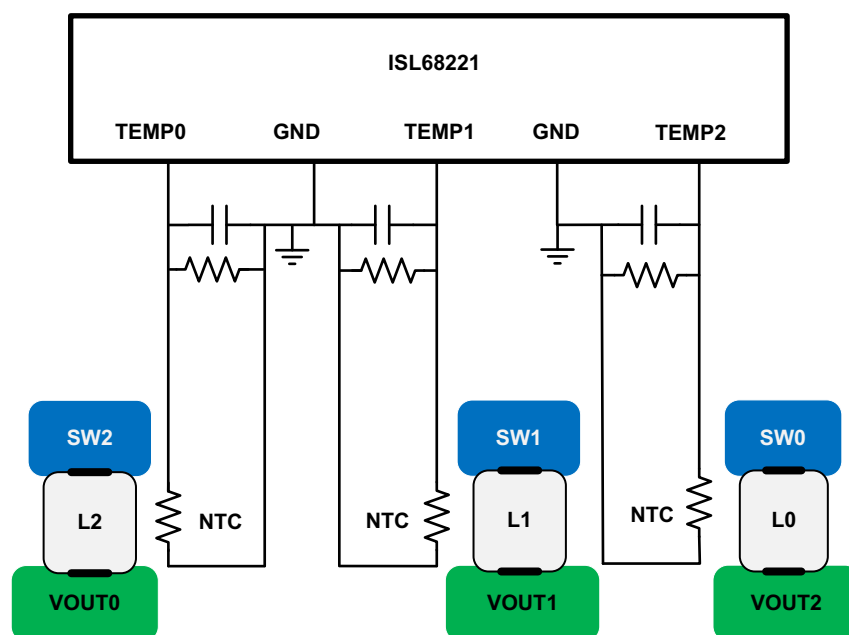 ISL68221
TEMP0 GND TEMP1 GND TEMP2
SW2 SW1 SW0
L2 NTC NTC L1 NTC L0
VOUT0 VOUT1 VOUT2